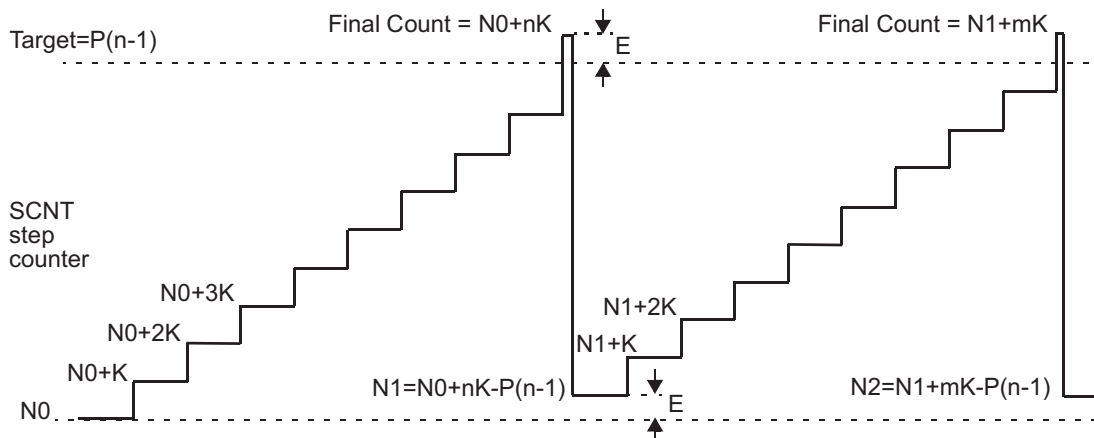 Final Count = N0+nK
Final Count = N1+mK
Target=P(n-1)
E
SCNT
step
counter
N0+3K
N0+2K
N1+2K
N0+K
N1+K
N1=N0+nK-P(n-1)
N2=N1+mK-P(n-1)
N0
E